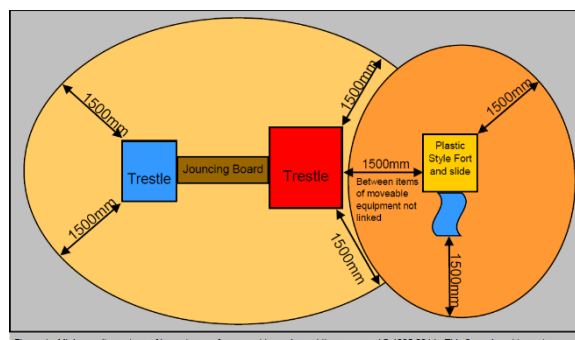 1500mm
1500mm
1500mm
Plastic
Style Fort
and slide
Trestle
Jouncing Board
Trestle
1500mm
Between items
of moveable
equipment not
linked
1500mm
1500mm
1500mm